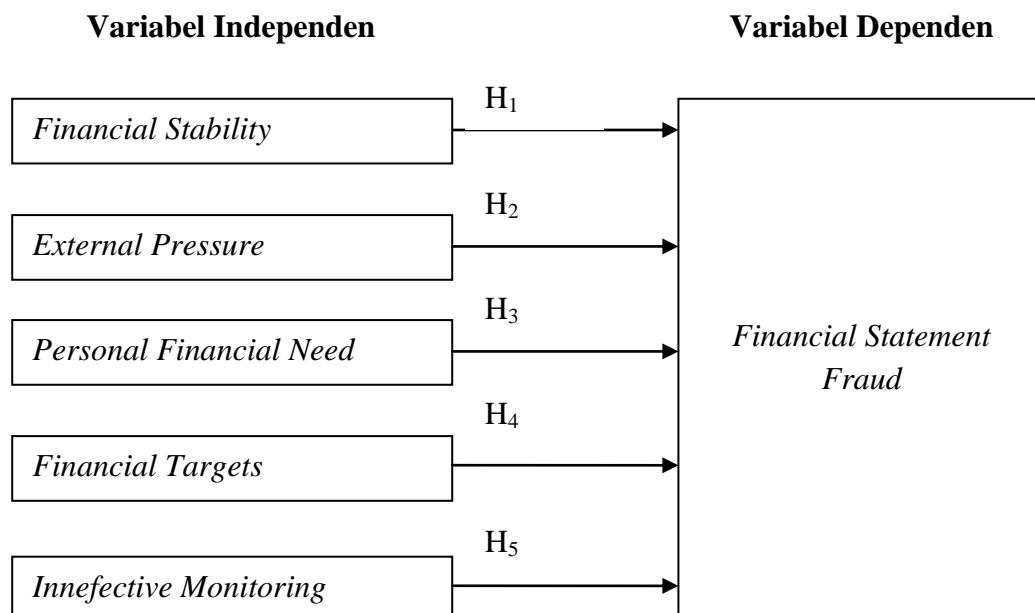 Variabel Independen
Variabel Dependen
H₁
Financial Stability
H₂
External Pressure
H₃
Personal Financial Need
Financial Statement
Fraud
H₄
Financial Targets
H₅
Innefective Monitoring